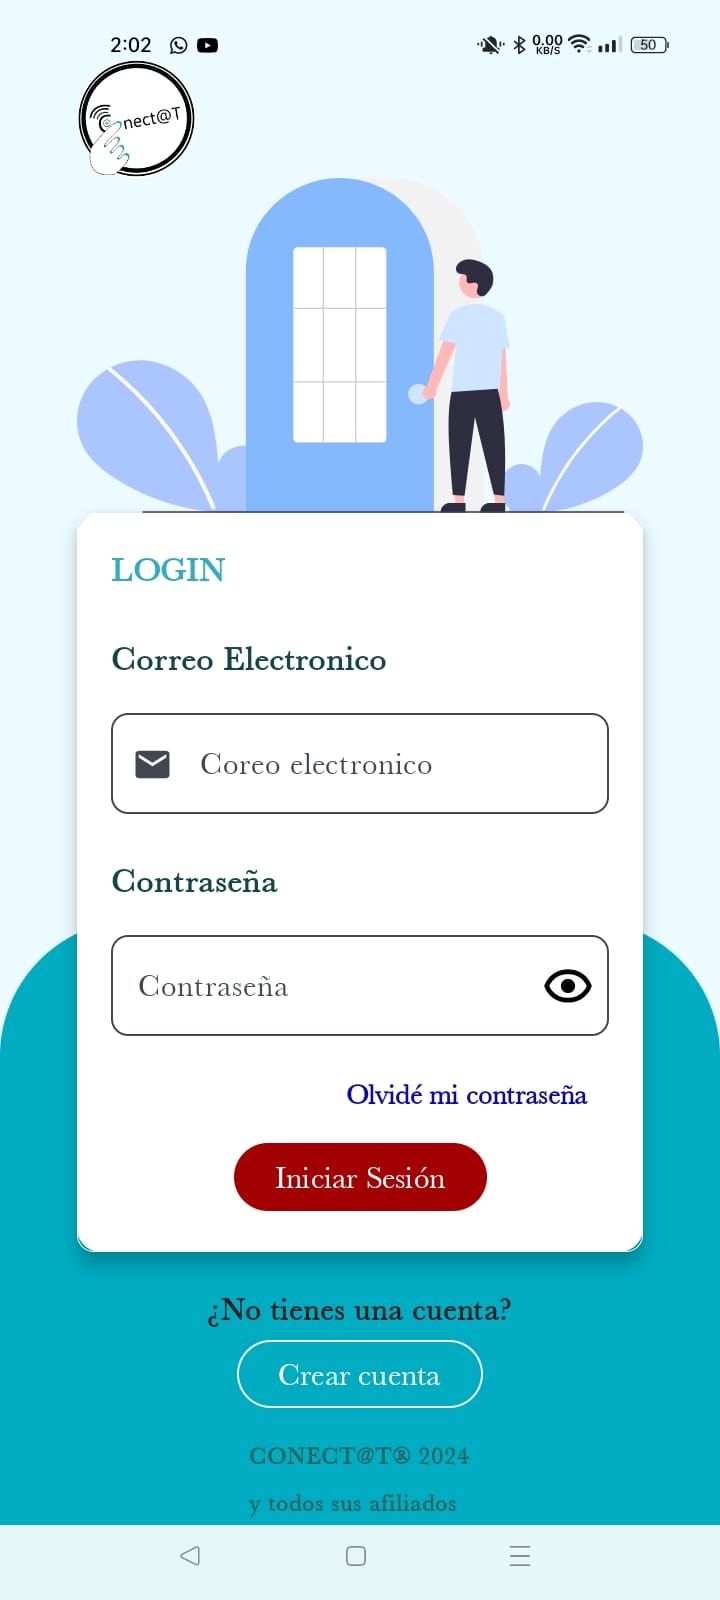 2:02 0.00 KB/S 50
nect@T
LOGIN
Correo Electronico
Coreo electronico
Contraseña
Contraseña
Olvidé mi contraseña
Iniciar Sesión
¿No tienes una cuenta?
Crear cuenta
CONECT@T® 2024
y todos sus afiliados